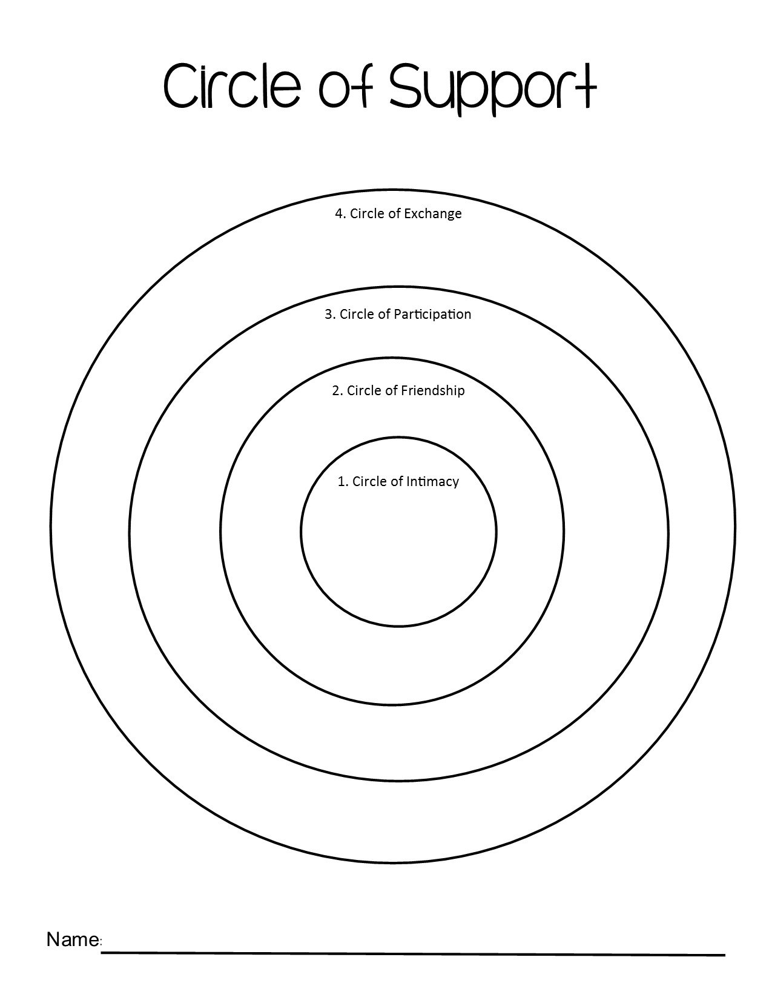 Circle of Support
4. Circle of Exchange
3. Circle of Participation
2. Circle of Friendship
1. Circle of Intimacy
Name: